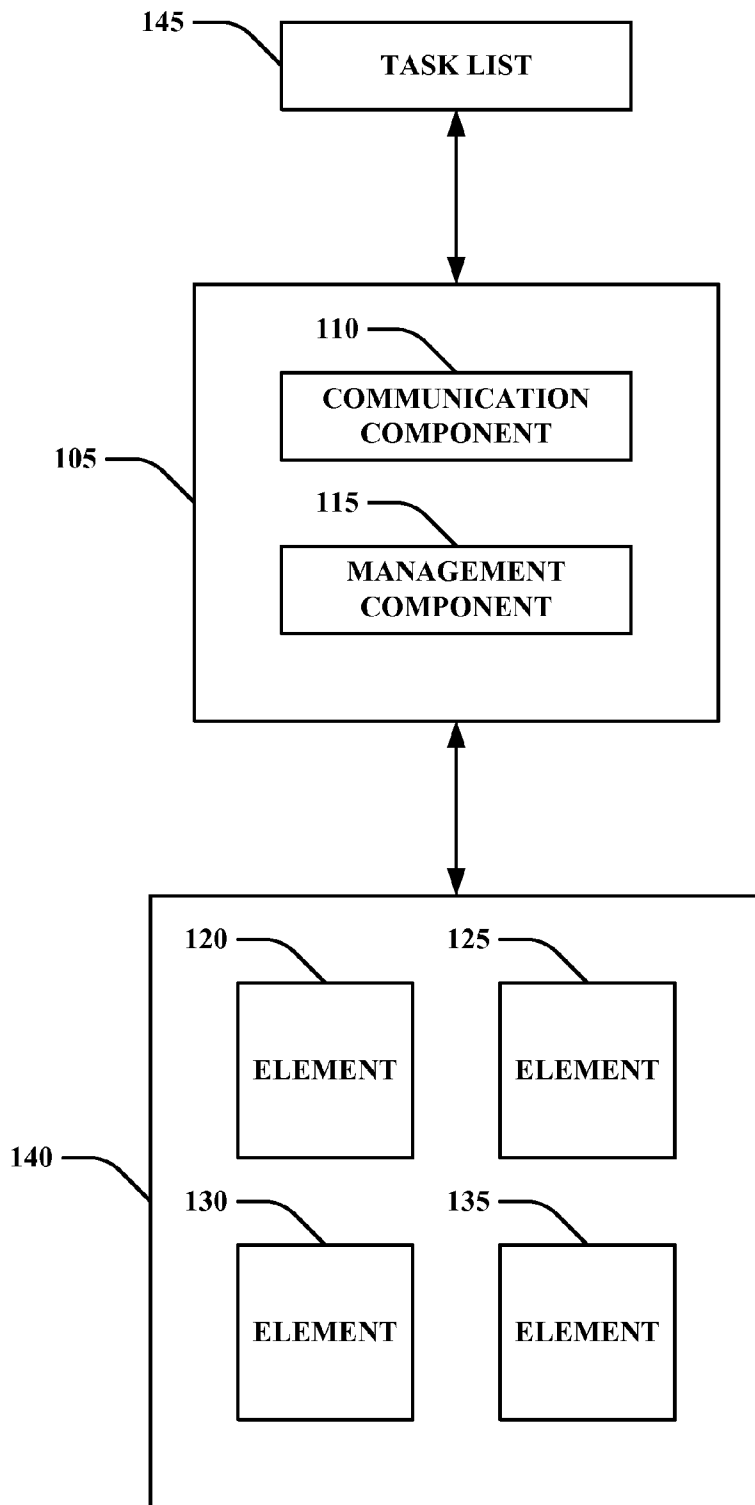 145
TASK LIST
110
COMMUNICATION
COMPONENT
105
115
MANAGEMENT
COMPONENT
120
125
ELEMENT
ELEMENT
140
130
135
ELEMENT
ELEMENT